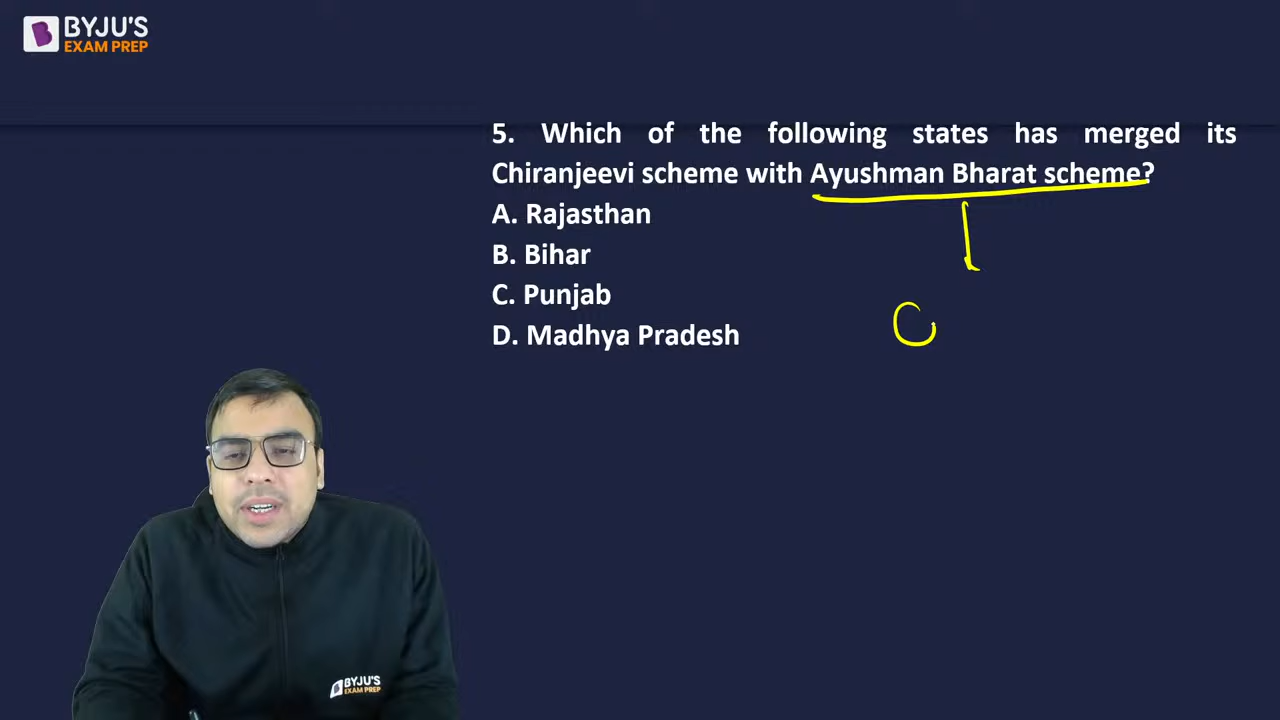 BYJU'S
EXAM PREP
5. Which of the following states has merged its
Chiranjeevi scheme with Ayushman Bharat scheme?
A. Rajasthan
B. Bihar
C. Punjab
D. Madhya Pradesh
BYJU'S
EXAM PREP